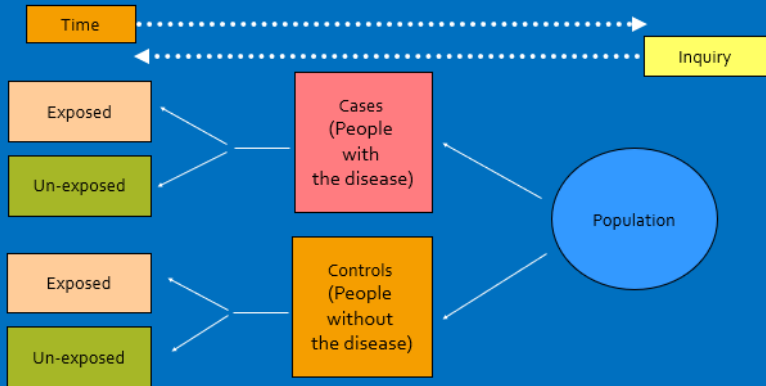 Time
Inquiry
Exposed
Un-exposed
Cases
(People
with
the disease)
Population
Exposed
Un-exposed
Controls
(People
without
the disease)